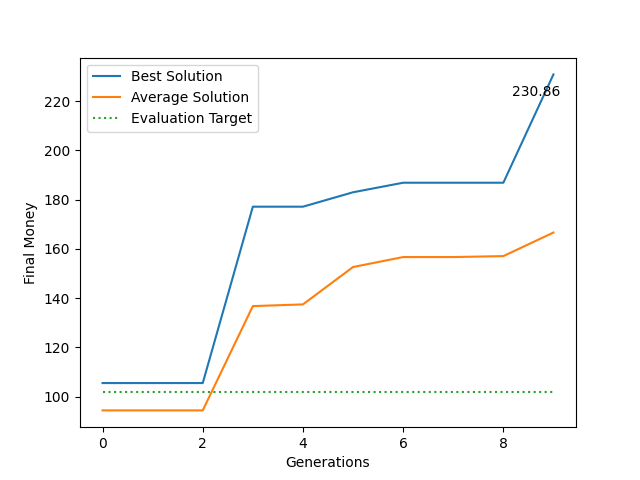 Best Solution
Average Solution
Evaluation Target
230.86
220
200
180
160
140
120
100
Final Money
0 2 4 6 8
Generations